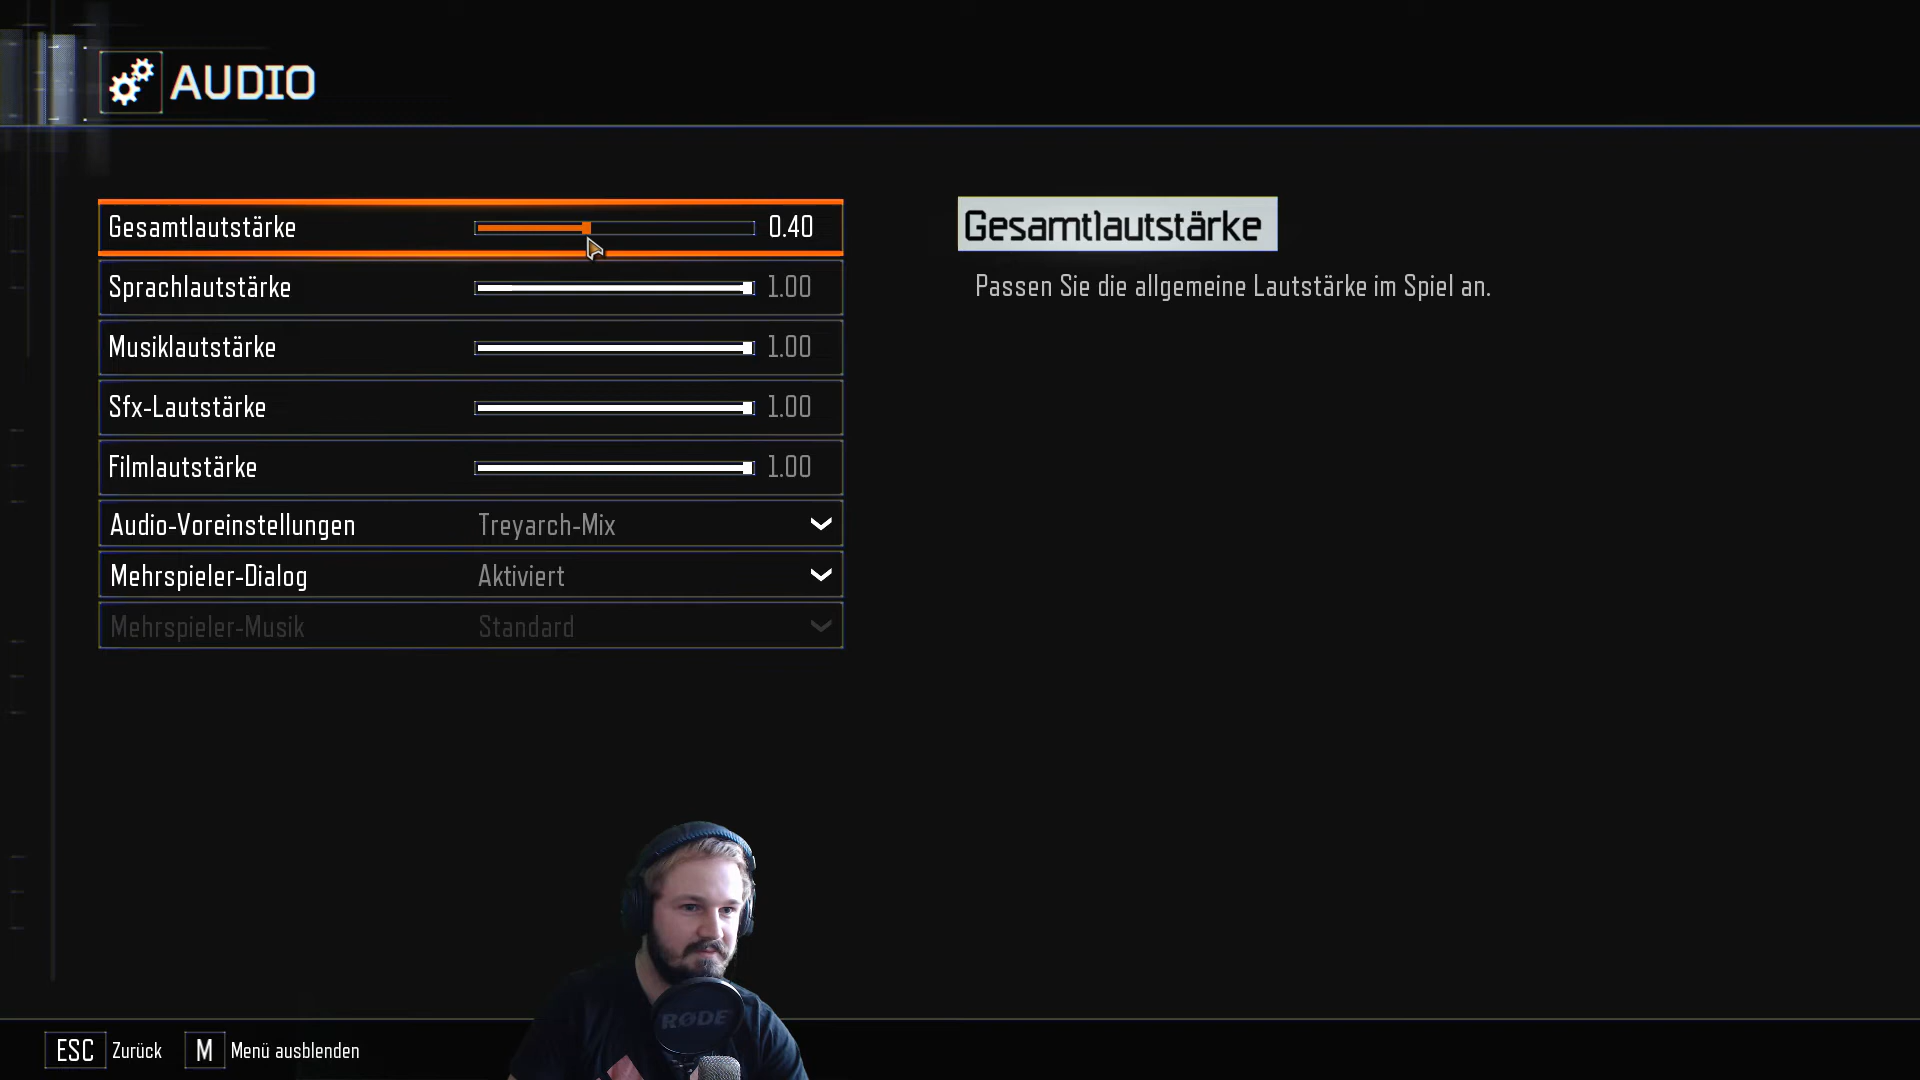 AUDIO
Gesamtlautstärke 0.40
Sprachlautstärke 1.00
Musiklautstärke 1.00
Sfx-Lautstärke 1.00
Filmlautstärke 1.00
Audio-Voreinstellungen Treyarch-Mix
Mehrspieler-Dialog Aktiviert
Mehrspieler-Musik Standard
Gesamtlautstärke
Passen Sie die allgemeine Lautstärke im Spiel an.
RØDE
ESC Zurück M Menü ausblenden